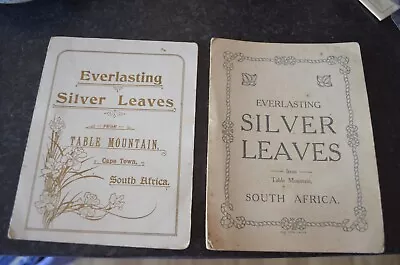 Everlasting
Silver Leaves
FROM
TABLE MOUNTAIN,
Cape Town,
South Africa.
EVERLASTING
SILVER
LEAVES
from
Table Mountain,
SOUTH AFRICA.